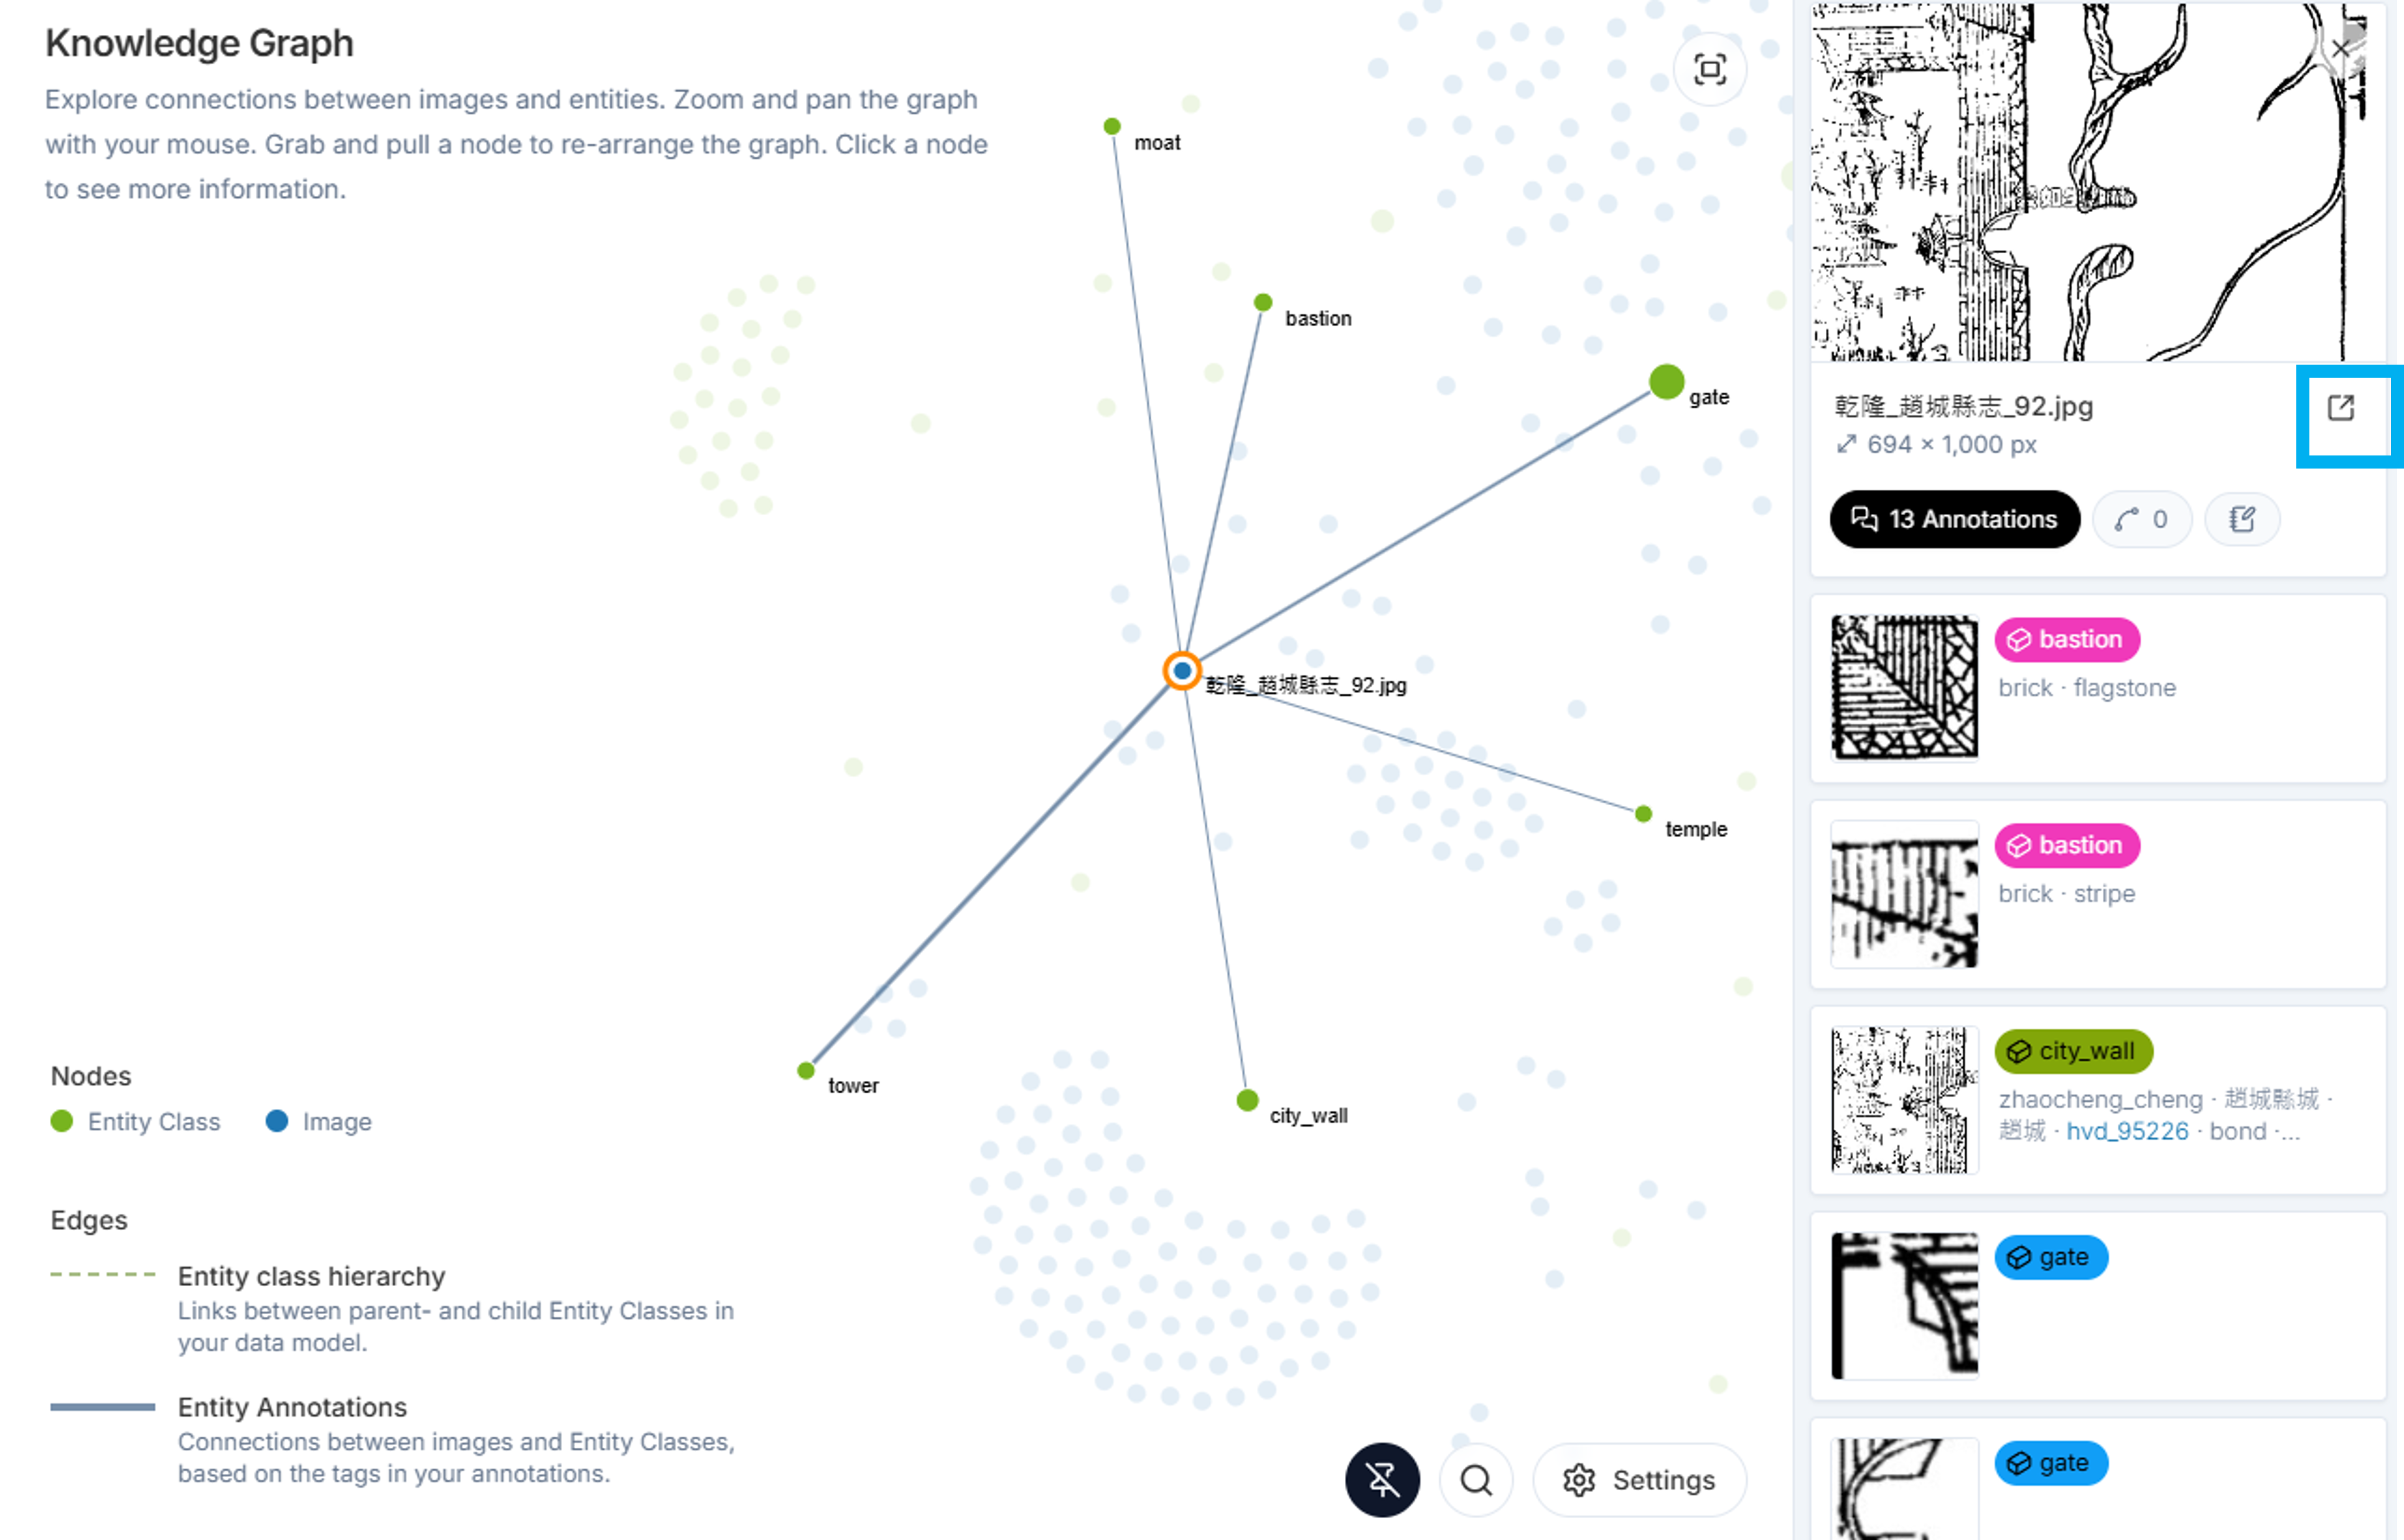 Knowledge Graph
Explore connections between images and entities. Zoom and pan the graph
with your mouse. Grab and pull a node to re-arrange the graph. Click a node
to see more information.
moat
bastion
gate
乾隆_趙城縣志_92.jpg
temple
tower
city_wall
Nodes
Entity Class
Image
Edges
Entity class hierarchy
Links between parent- and child Entity Classes in
your data model.
Entity Annotations
Connections between images and Entity Classes,
based on the tags in your annotations.
Settings
乾隆_趙城縣志_92.jpg
694 × 1,000 px
13 Annotations
0
bastion
brick · flagstone
bastion
brick · stripe
city_wall
zhaocheng_cheng · 趙城縣城 ·
趙城 · hvd_95226 · bond ·...
gate
gate